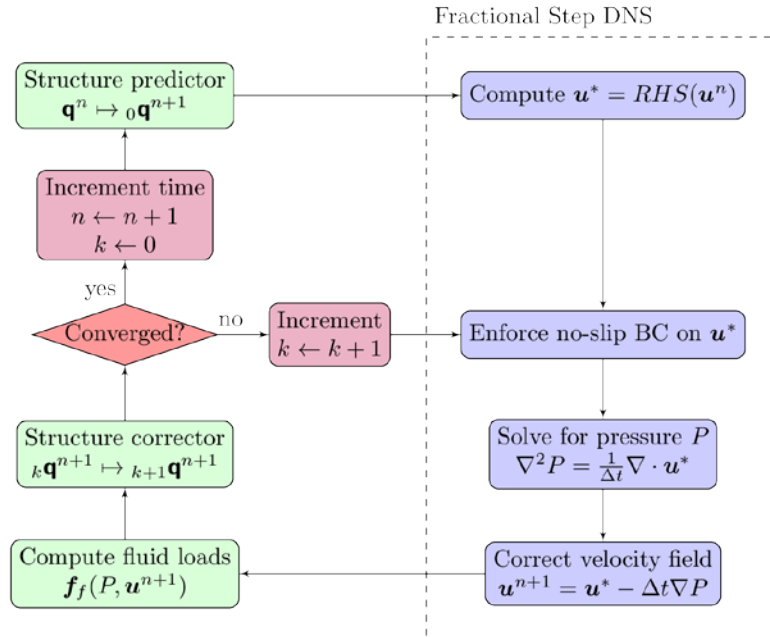 Fractional Step DNS
Structure predictor
𝐪ⁿ ↦ ₀𝐪ⁿ⁺¹
Compute 𝒖* = RHS(𝒖ⁿ)
Increment time
n ← n + 1
k ← 0
yes
Converged?
no
Increment
k ← k + 1
Enforce no-slip BC on 𝒖*
Structure corrector
ₖ𝐪ⁿ⁺¹ ↦ ₖ₊₁𝐪ⁿ⁺¹
Solve for pressure P
∇²P = 1/Δt ∇ · 𝒖*
Compute fluid loads
𝒇_f(P, 𝒖ⁿ⁺¹)
Correct velocity field
𝒖ⁿ⁺¹ = 𝒖* − Δt∇P